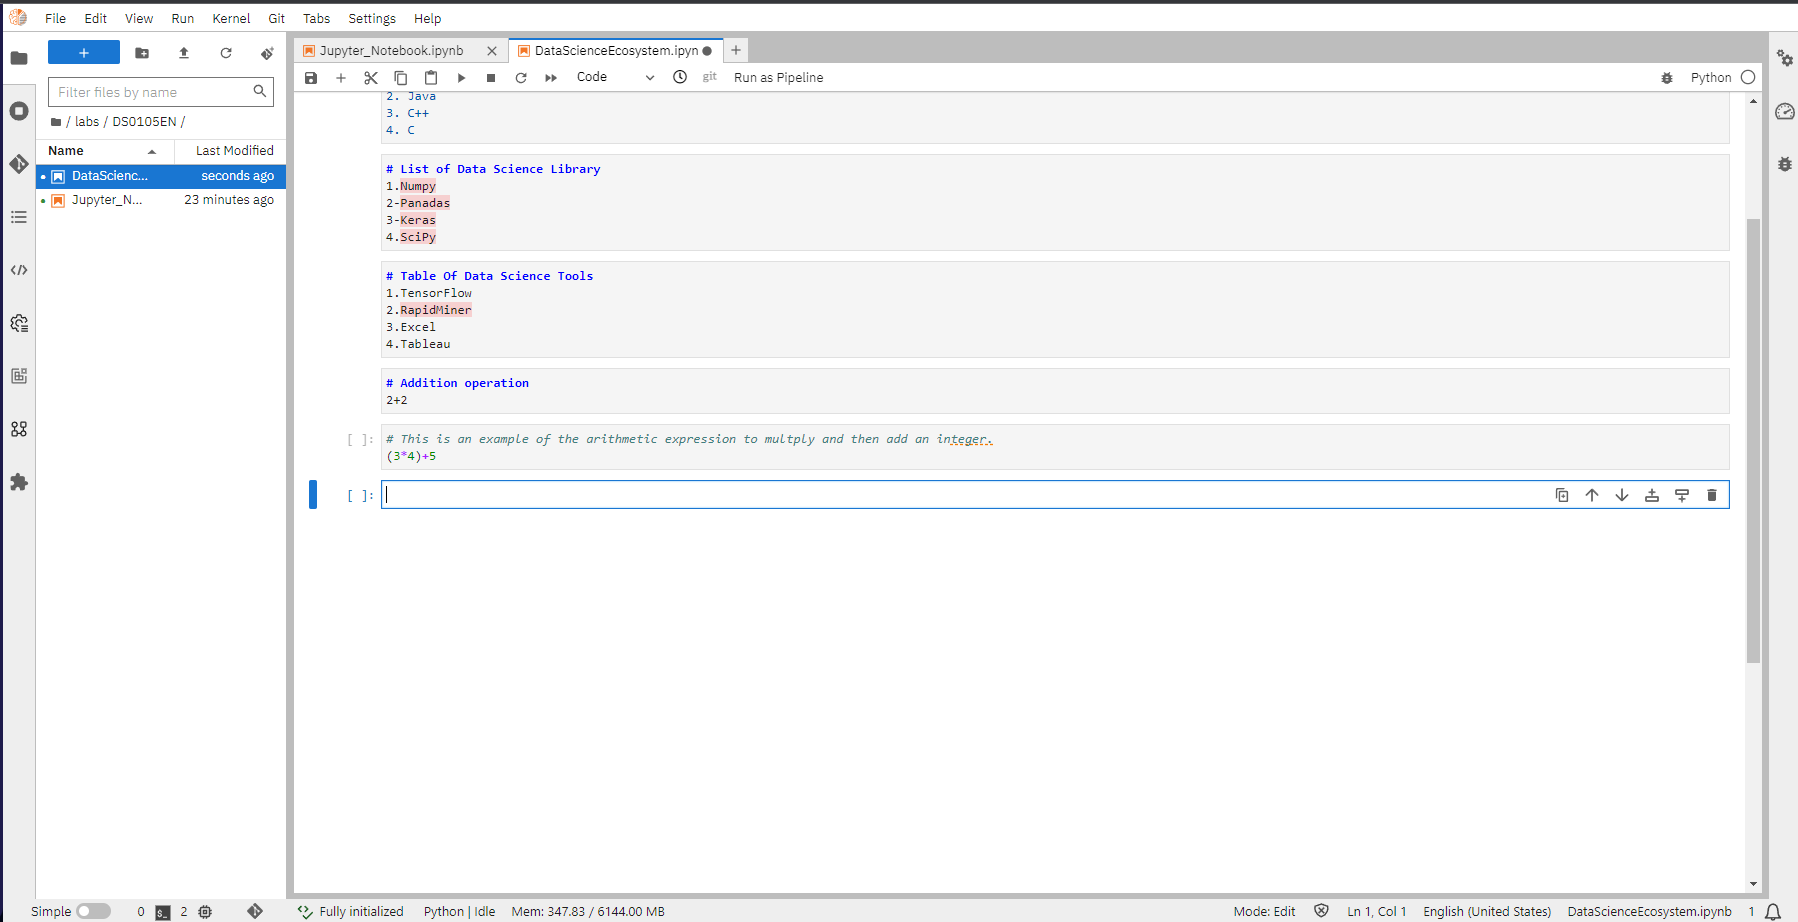 File Edit View Run Kernel Git Tabs Settings Help
+
Filter files by name
/ labs / DS0105EN /
Name Last Modified
DataScienc... seconds ago
Jupyter_N... 23 minutes ago
Jupyter_Notebook.ipynb
DataScienceEcosystem.ipyn
Code
git
Run as Pipeline
Python
2. Java
3. C++
4. C
# List of Data Science Library
1.Numpy
2-Panadas
3-Keras
4.SciPy
# Table Of Data Science Tools
1.TensorFlow
2.RapidMiner
3.Excel
4.Tableau
# Addition operation
2+2
[ ]: # This is an example of the arithmetic expression to multply and then add an integer.
(3*4)+5
[ ]:
Simple 0 $_ 2 Fully initialized Python | Idle Mem: 347.83 / 6144.00 MB Mode: Edit Ln 1, Col 1 English (United States) DataScienceEcosystem.ipynb 1